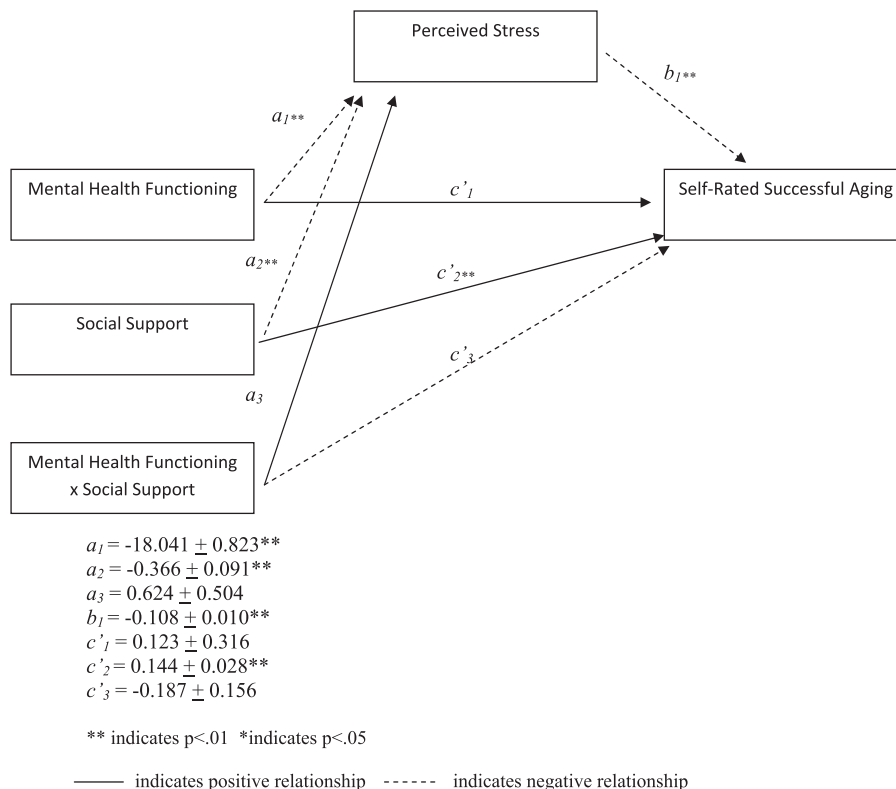 Perceived Stress
b1**
a1**
Mental Health Functioning
c'1
Self-Rated Successful Aging
a2**
c'2**
Social Support
c'3
a3
Mental Health Functioning
x Social Support
a1 = -18.041 ± 0.823**
a2 = -0.366 ± 0.091**
a3 = 0.624 ± 0.504
b1 = -0.108 ± 0.010**
c'1 = 0.123 ± 0.316
c'2 = 0.144 ± 0.028**
c'3 = -0.187 ± 0.156
** indicates p<.01 *indicates p<.05
indicates positive relationship indicates negative relationship